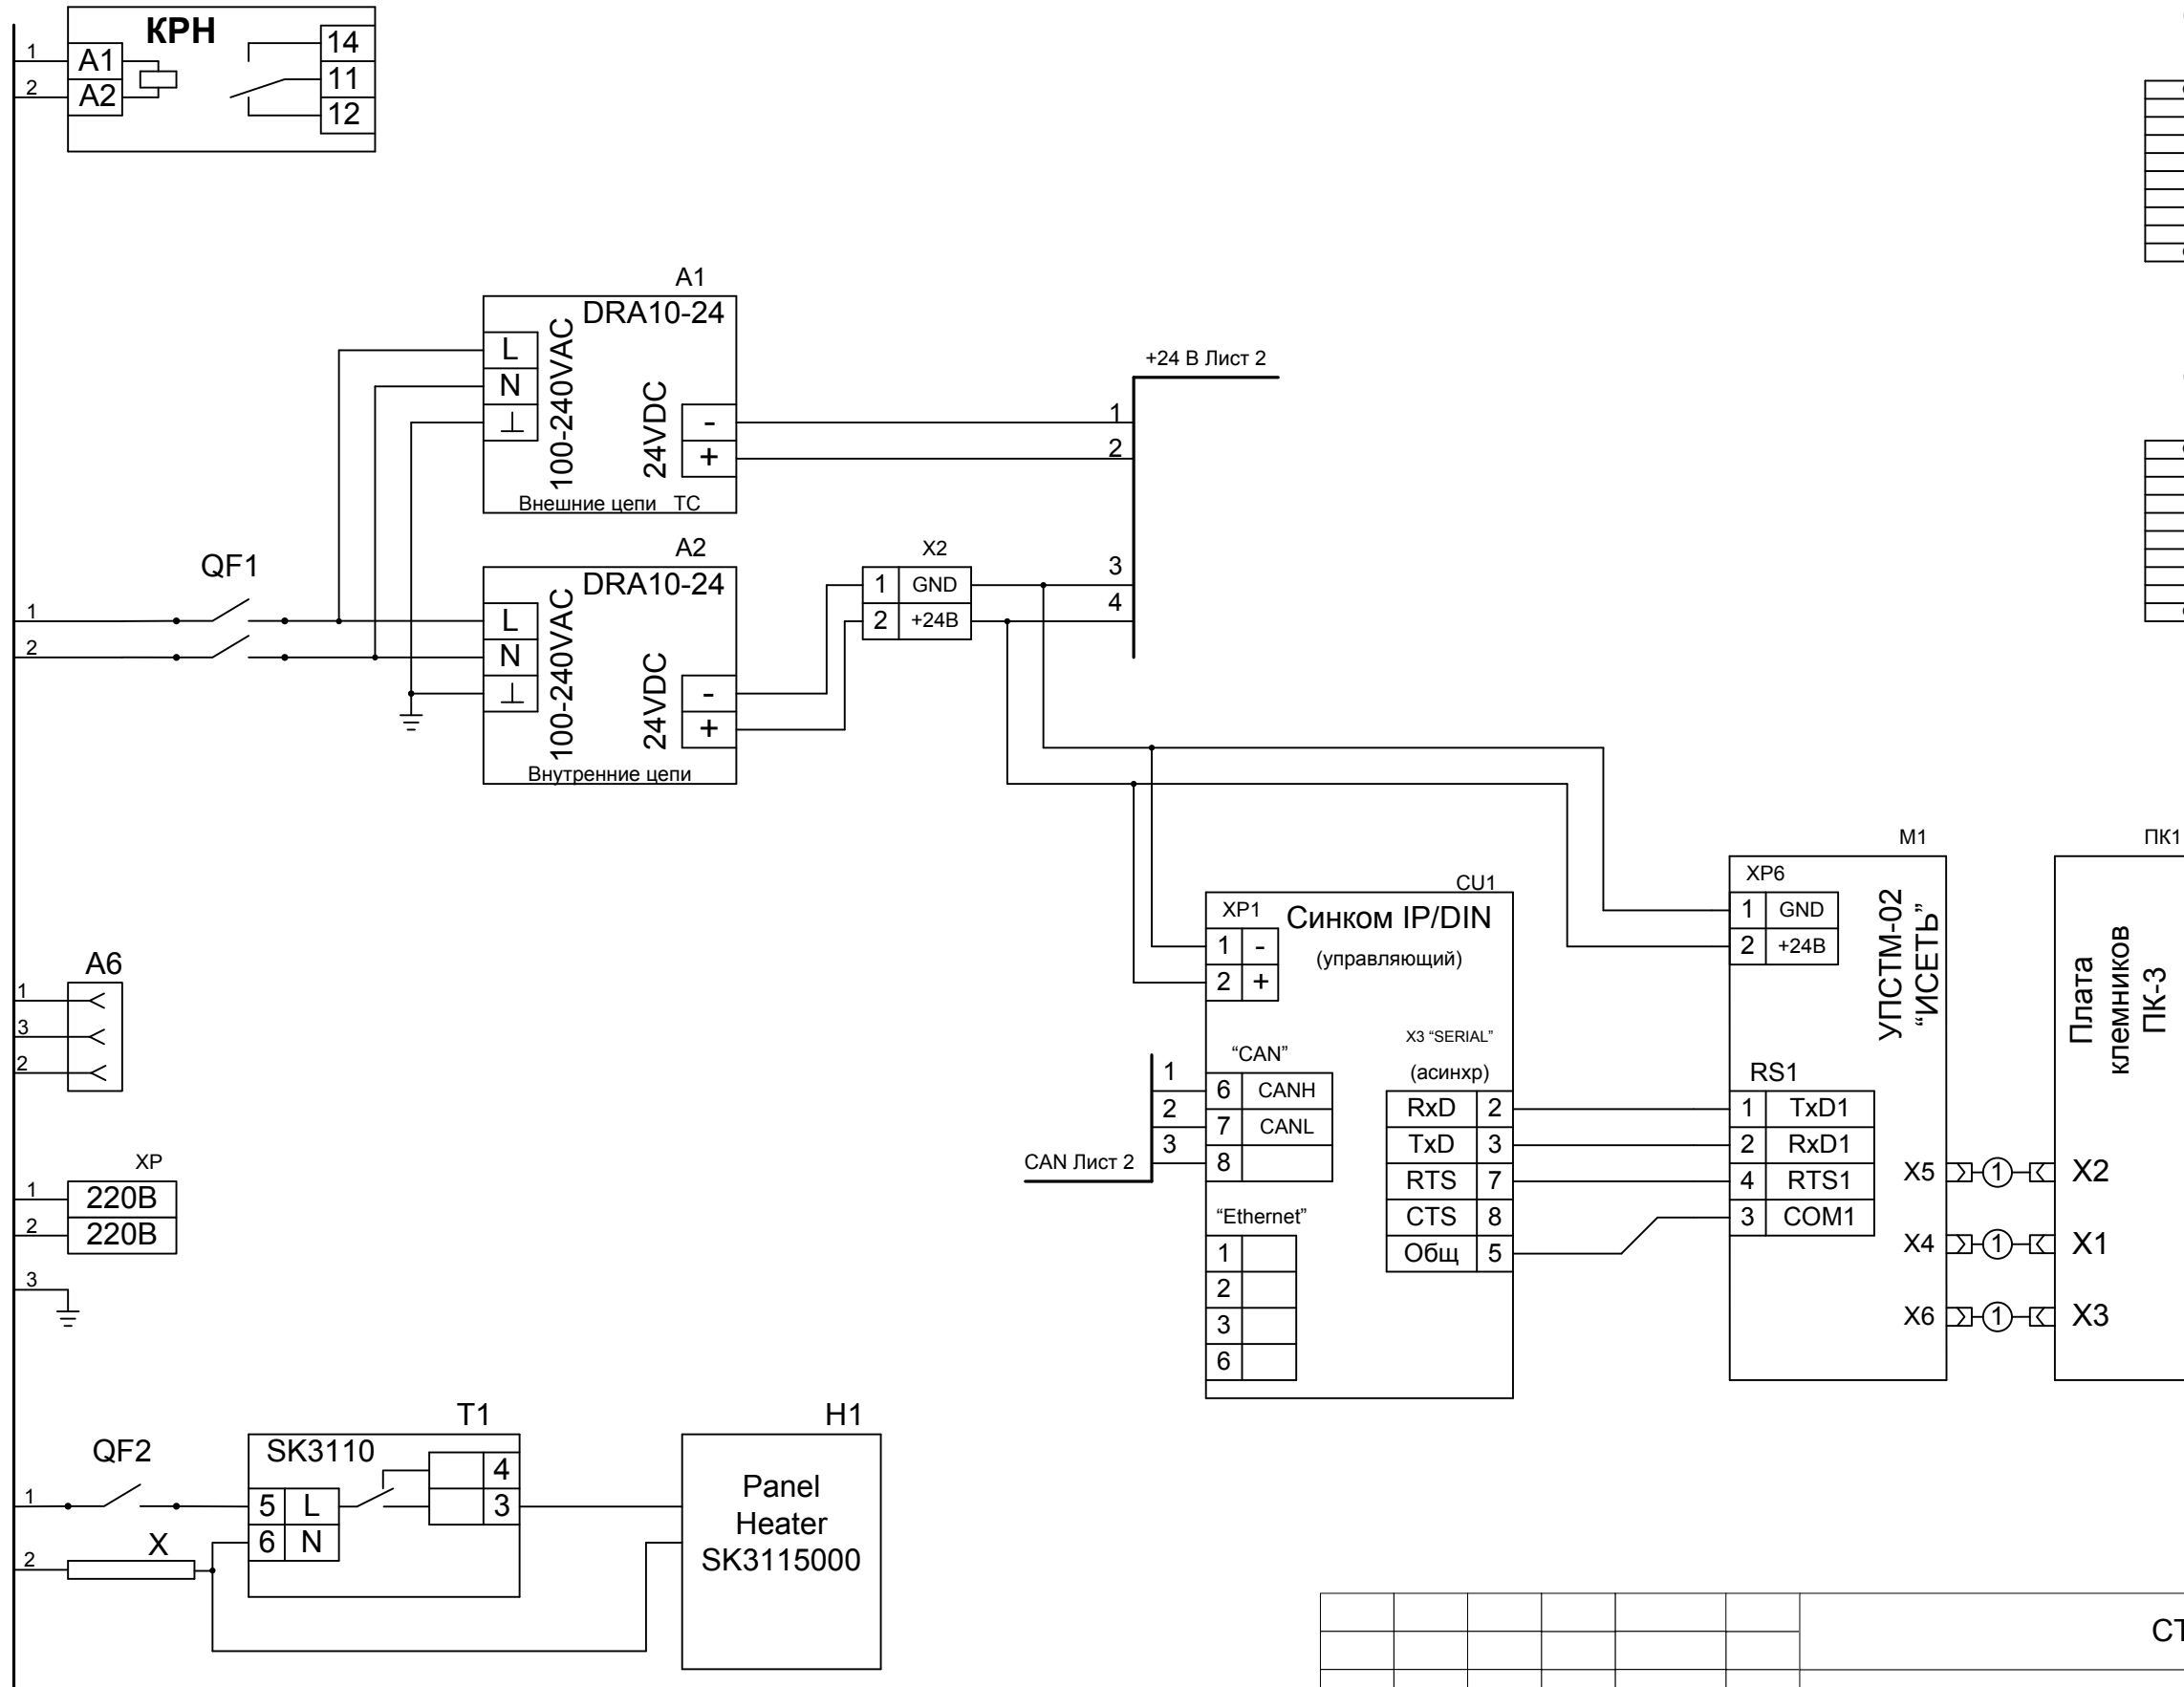 КРН
1
A1
2
A2
14
11
12
A1
DRA10-24
L
N
⊥
100-240VAC
24VDC
-
+
Внешние цепи ТС
+24 В Лист 2
1
2
3
4
QF1
1
2
A2
DRA10-24
L
N
⊥
100-240VAC
24VDC
-
+
Внутренние цепи
X2
1 GND
2 +24В
A6
1
3
2
XP
1 220В
2 220В
3
CU1
XP1
Синком IP/DIN
(управляющий)
1 -
2 +
X3 “SERIAL”
(асинхр)
“CAN”
1
2
3
6 CANH
7 CANL
8
CAN Лист 2
“Ethernet”
1
2
3
6
RxD 2
TxD 3
RTS 7
CTS 8
Общ 5
M1
XP6
1 GND
2 +24В
УПСТМ-02
“ИСЕТЬ”
RS1
1 TxD1
2 RxD1
4 RTS1
3 COM1
X5 1 X2
X4 1 X1
X6 1 X3
ПК1
Плата
клемников
ПК-3
QF2
1
2
X
T1
SK3110
5 L
6 N
4
3
H1
Panel
Heater
SK3115000
СТ